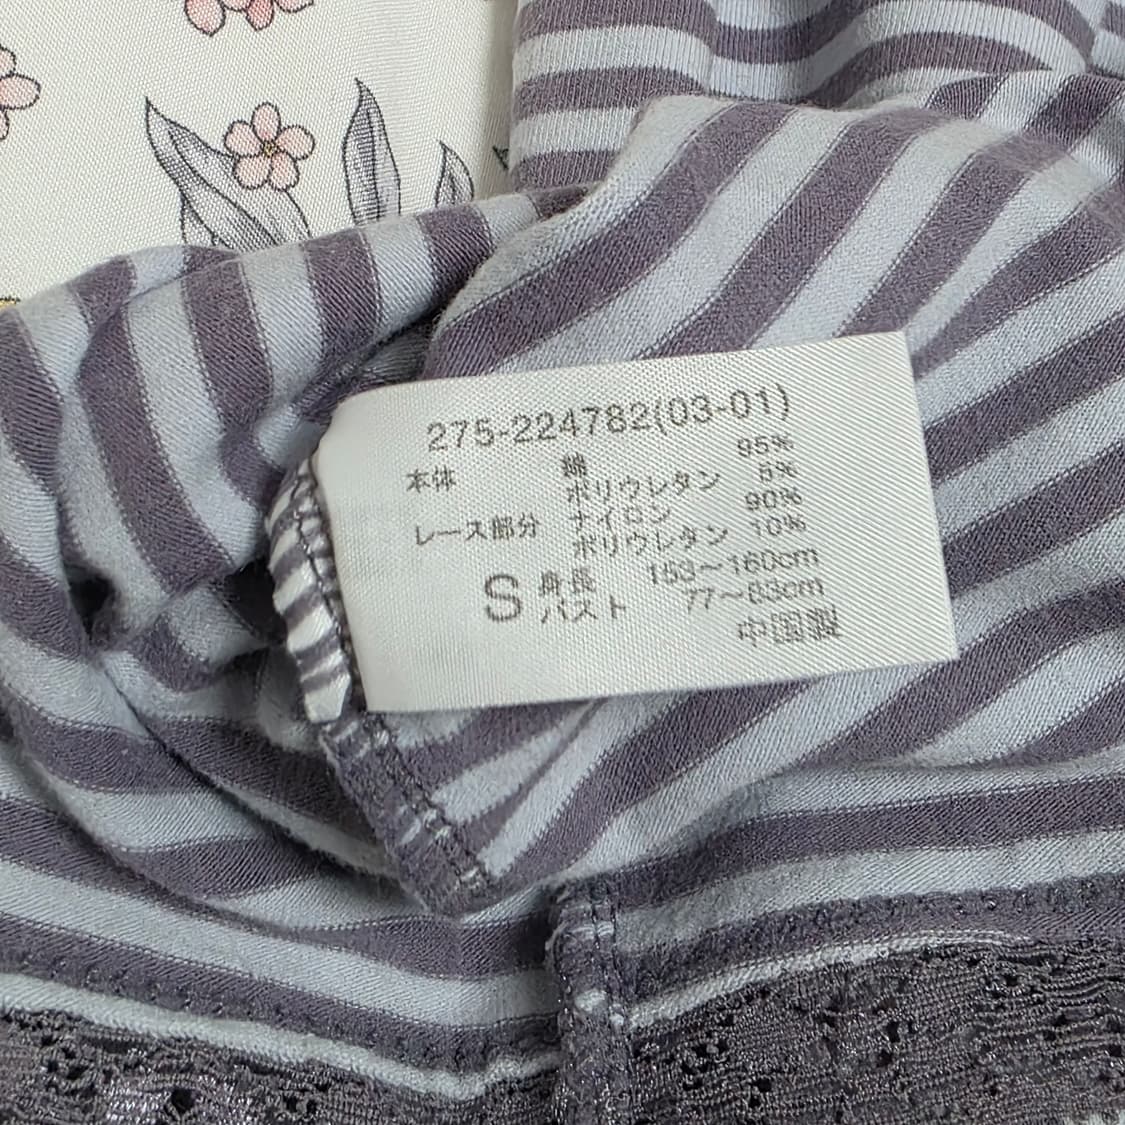 275-224782(03-01)
本体 綿 95%
ポリウレタン 5%
レース部分 ナイロン 90%
ポリウレタン 10%
S 身長 153～160cm
バスト 77～83cm
中国製